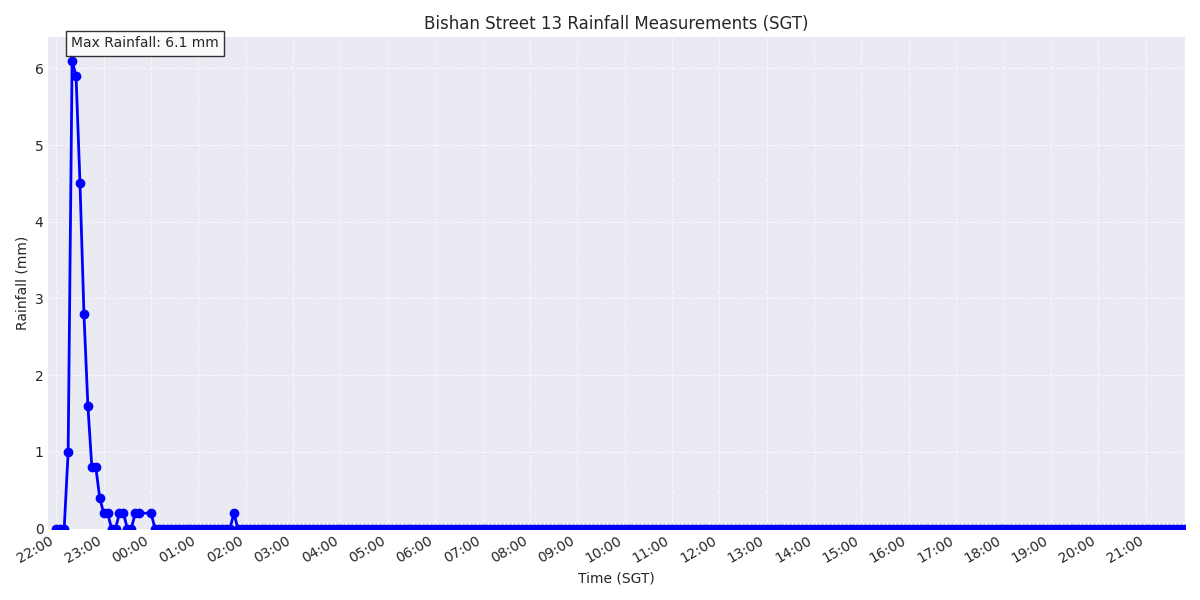 Bishan Street 13 Rainfall Measurements (SGT)
Max Rainfall: 6.1 mm
6
5
4
3
2
1
0
Rainfall (mm)
22:00 23:00 00:00 01:00 02:00 03:00 04:00 05:00 06:00 07:00 08:00 09:00 10:00 11:00 12:00 13:00 14:00 15:00 16:00 17:00 18:00 19:00 20:00 21:00
Time (SGT)